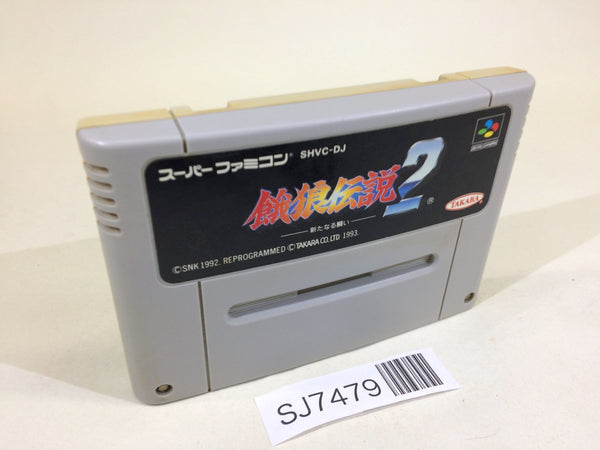 スーパーファミコン® SHVC-DJ
餓狼伝説2®
新たなる闘い
TAKARA
©SNK 1992. REPROGRAMMED ©TAKARA CO.,LTD 1993.
SJ7479